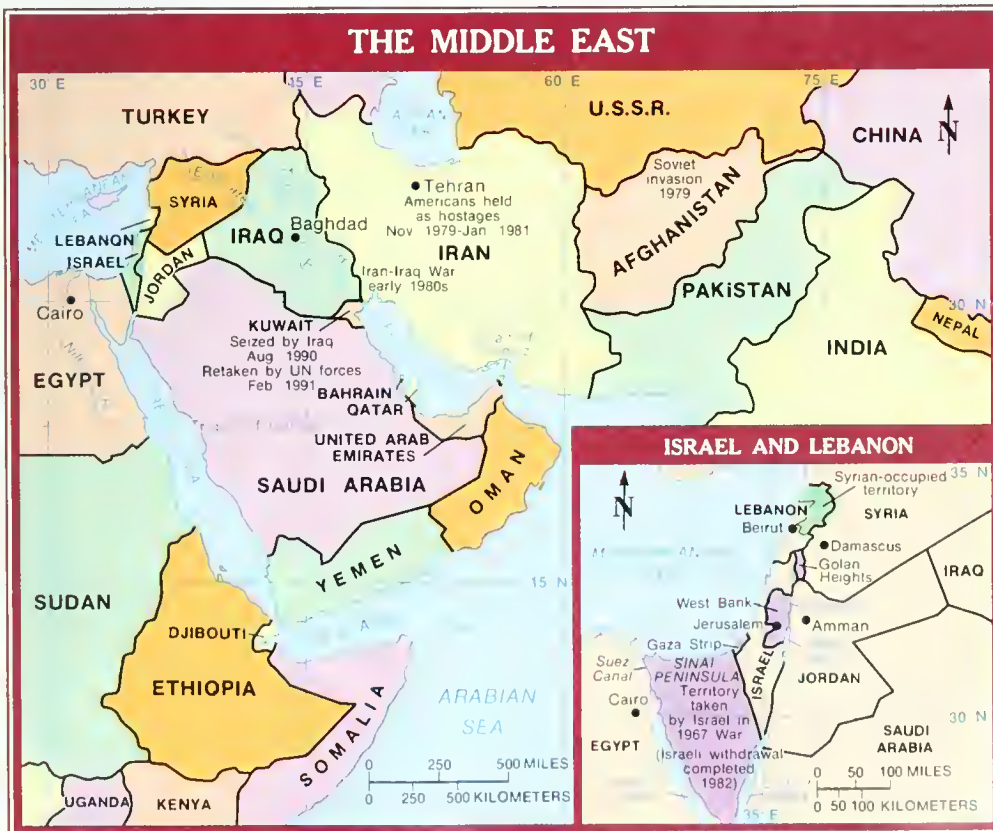 THE MIDDLE EAST
30° E
45 E
60 E
75 E
TURKEY
U.S.S.R.
CHINA
N
SYRIA
LEBANON
ISRAEL
JORDAN
IRAQ
Baghdad
Tehran
Americans held
as hostages
Nov 1979-Jan 1981
IRAN
Iran-Iraq War
early 1980s
Soviet
invasion
1979
AFGHANISTAN
PAKiSTAN
30 N
NEPAL
INDIA
Cairo
EGYPT
KUWAIT
Seized by Iraq
Aug 1990
Retaken by UN forces
Feb 1991
BAHRAIN
QATAR
UNITED ARAB
EMIRATES
SAUDI ARABIA
OMAN
YEMEN
15 N
SUDAN
DJIBOUTI
ETHIOPIA
SOMALIA
ARABIAN
SEA
UGANDA
KENYA
0 250 500 MILES
0 250 500 KILOMETERS
ISRAEL AND LEBANON
35 N
N
Syrian-occupied
territory
LEBANON
SYRIA
Beirut
Damascus
Golan
Heights
IRAQ
West Bank
Jerusalem
Amman
Gaza Strip
Suez
Canal
SINAI
PENINSULA
Territory
taken
by Israel in
1967 War
(Israeli withdrawal
completed
1982)
ISRAEL
JORDAN
Cairo
EGYPT
30 N
SAUDI
ARABIA
0 50 100 MILES
0 50 100 KILOMETERS
35° E